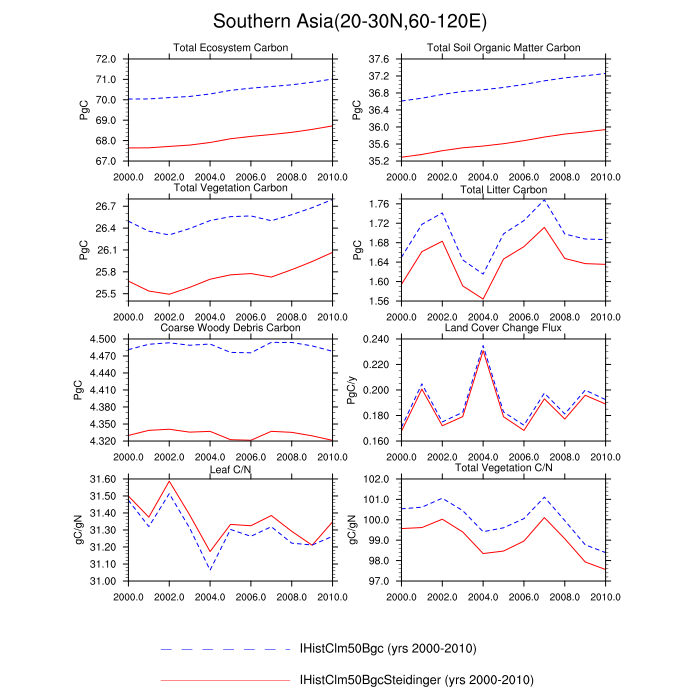 Southern Asia(20-30N,60-120E)
Total Ecosystem Carbon
Total Soil Organic Matter Carbon
72.0
71.0
70.0
69.0
68.0
67.0
PgC
2000.0 2002.0 2004.0 2006.0 2008.0 2010.0
37.6
37.2
36.8
36.4
36.0
35.6
35.2
PgC
2000.0 2002.0 2004.0 2006.0 2008.0 2010.0
Total Vegetation Carbon
Total Litter Carbon
26.7
26.4
26.1
25.8
25.5
PgC
2000.0 2002.0 2004.0 2006.0 2008.0 2010.0
1.76
1.72
1.68
1.64
1.60
1.56
PgC
2000.0 2002.0 2004.0 2006.0 2008.0 2010.0
Coarse Woody Debris Carbon
Land Cover Change Flux
4.500
4.470
4.440
4.410
4.380
4.350
4.320
PgC
2000.0 2002.0 2004.0 2006.0 2008.0 2010.0
0.240
0.220
0.200
0.180
0.160
PgC/y
2000.0 2002.0 2004.0 2006.0 2008.0 2010.0
Leaf C/N
Total Vegetation C/N
31.60
31.50
31.40
31.30
31.20
31.10
31.00
gC/gN
2000.0 2002.0 2004.0 2006.0 2008.0 2010.0
102.0
101.0
100.0
99.0
98.0
97.0
gC/gN
2000.0 2002.0 2004.0 2006.0 2008.0 2010.0
IHistClm50Bgc (yrs 2000-2010)
IHistClm50BgcSteidinger (yrs 2000-2010)